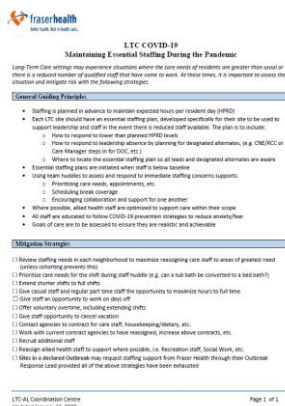 fraserhealth
Better health. Best in health care.
LTC COVID-19
Maintaining Essential Staffing During the Pandemic
Long-Term Care settings may experience situations where the care needs of residents are greater than usual or
there is a reduced number of qualified staff that have come to work. At these times, it is important to assess the
situation and mitigate risk with the following strategies.
General Guiding Principles
Staffing is planned in advance to maintain expected hours per resident day (HPRD)
Each LTC site should have an essential staffing plan, developed specifically for their site to be used to
support leadership and staff in the event there is reduced staff available. The plan is to include:
How to respond to lower than planned HPRD levels
How to respond to leadership absence by planning for designated alternates, (e.g. CNE/RCC or
Care Manager steps in for DOC, etc.)
Where to locate the essential staffing plan so all leads and designated alternates are aware
Essential staffing plans are initiated when staff is below baseline
Using team huddles to assess and respond to immediate staffing concerns supports:
Prioritizing care needs, appointments, etc.
Scheduling break coverage
Encouraging collaboration and support for one another
Where possible, allied health staff are optimized to support care within their scope
All staff are educated to follow COVID-19 prevention strategies to reduce anxiety/fear
Goals of care are to be assessed to ensure they are realistic and achievable
Mitigation Strategies
Review staffing needs in each neighborhood to maximize reassigning care staff to areas of greatest need
(unless cohorting prevents this)
Prioritize care needs for the shift during staff huddle (e.g. can a tub bath be converted to a bed bath?)
Extend shorter shifts to full shifts
Give casual staff and regular part time staff the opportunity to maximize hours to full time
Give staff an opportunity to work on days off
Offer voluntary overtime, including extending shifts
Give staff opportunity to cancel vacation
Contact agencies to contract for care staff, housekeeping/dietary, etc.
Work with current contract agencies to have reassigned, increase above contracts, etc.
Recruit additional staff
Reassign allied health staff to support where possible, i.e. Recreation staff, Social Work, etc.
Sites in a declared Outbreak may request staffing support from Fraser Health through their Outbreak
Response Lead provided all of the above strategies have been exhausted
LTC-AL Coordination Centre
Page 1 of 1